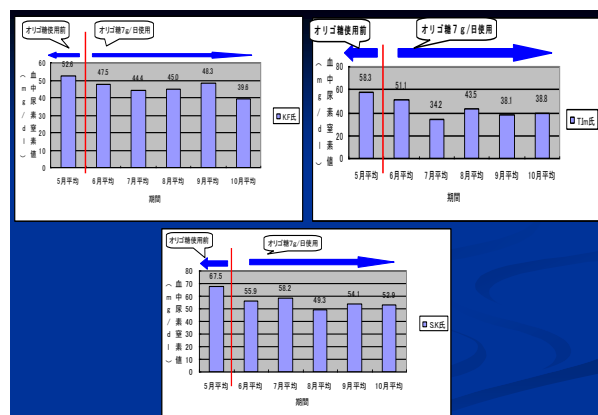 オリゴ糖使用前
オリゴ糖7g/日使用
血中尿素窒素値（mg/dl）
60
50
40
30
20
10
0
52.6
47.5
44.4
45.0
48.3
39.6
5月平均
6月平均
7月平均
8月平均
9月平均
10月平均
期間
KF氏
オリゴ糖使用前
オリゴ糖7g/日使用
血中尿素窒素値（mg/dl）
80
60
40
20
0
58.3
51.1
34.2
43.5
38.1
38.8
5月平均
6月平均
7月平均
8月平均
9月平均
10月平均
期間
T.Im氏
オリゴ糖使用前
オリゴ糖7g/日使用
血中尿素窒素値（mg/dl）
80
70
60
50
40
30
20
10
0
67.5
55.9
58.2
49.3
54.1
52.9
5月平均
6月平均
7月平均
8月平均
9月平均
10月平均
期間
S.K氏